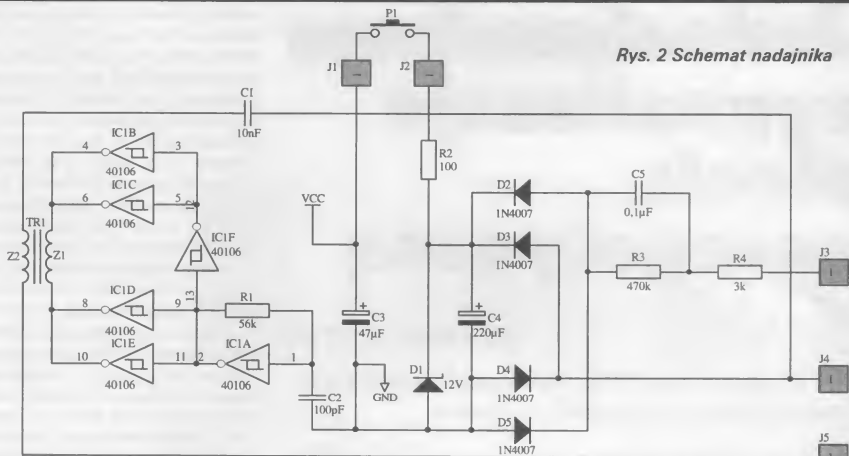 P1
Rys. 2 Schemat nadajnika
J1
J2
C1
10nF
IC1B
4
3
40106
R2
100
IC1C
6
5
12
40106
TR1
Z2
Z1
VCC
D2
1N4007
C5
0,1µF
D3
1N4007
IC1F
40106
13
R3
470k
R4
3k
J3
IC1D
8
9
40106
R1
56k
C3
47µF
C4
220µF
IC1E
10
11
40106
IC1A
2
1
40106
C2
100pF
GND
D1
12V
D4
1N4007
J4
D5
1N4007
J5